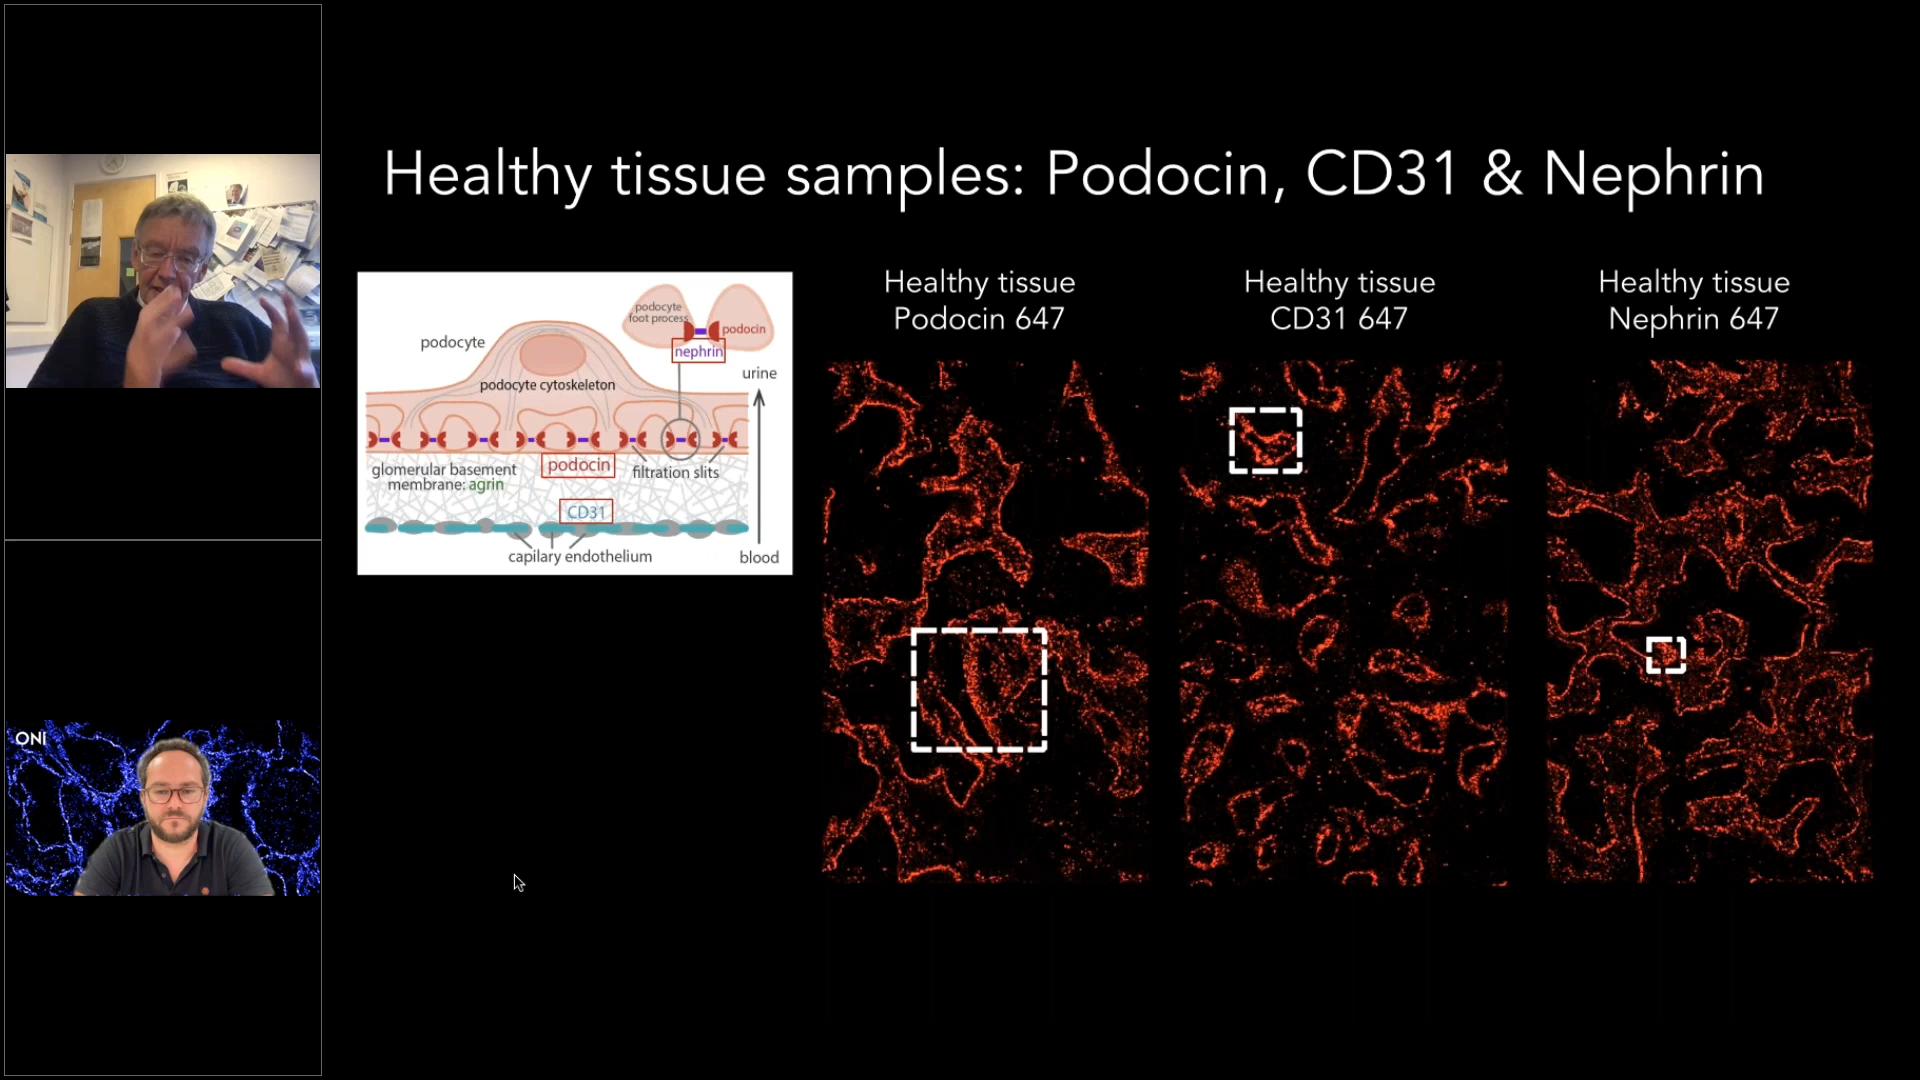 Healthy tissue samples: Podocin, CD31 & Nephrin
podocyte
foot process
podocin
nephrin
podocyte
urine
podocyte cytoskeleton
glomerular basement
membrane: agrin
podocin
filtration slits
CD31
capilary endothelium
blood
Healthy tissue
Podocin 647
Healthy tissue
CD31 647
Healthy tissue
Nephrin 647
ONI